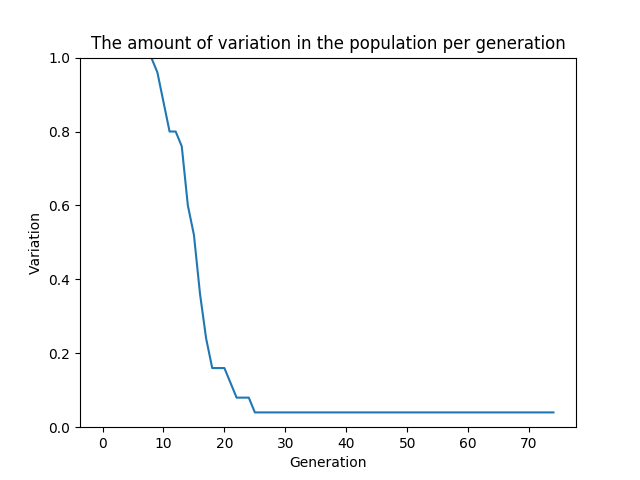 The amount of variation in the population per generation
1.0
0.8
0.6
0.4
0.2
0.0
Variation
0 10 20 30 40 50 60 70
Generation